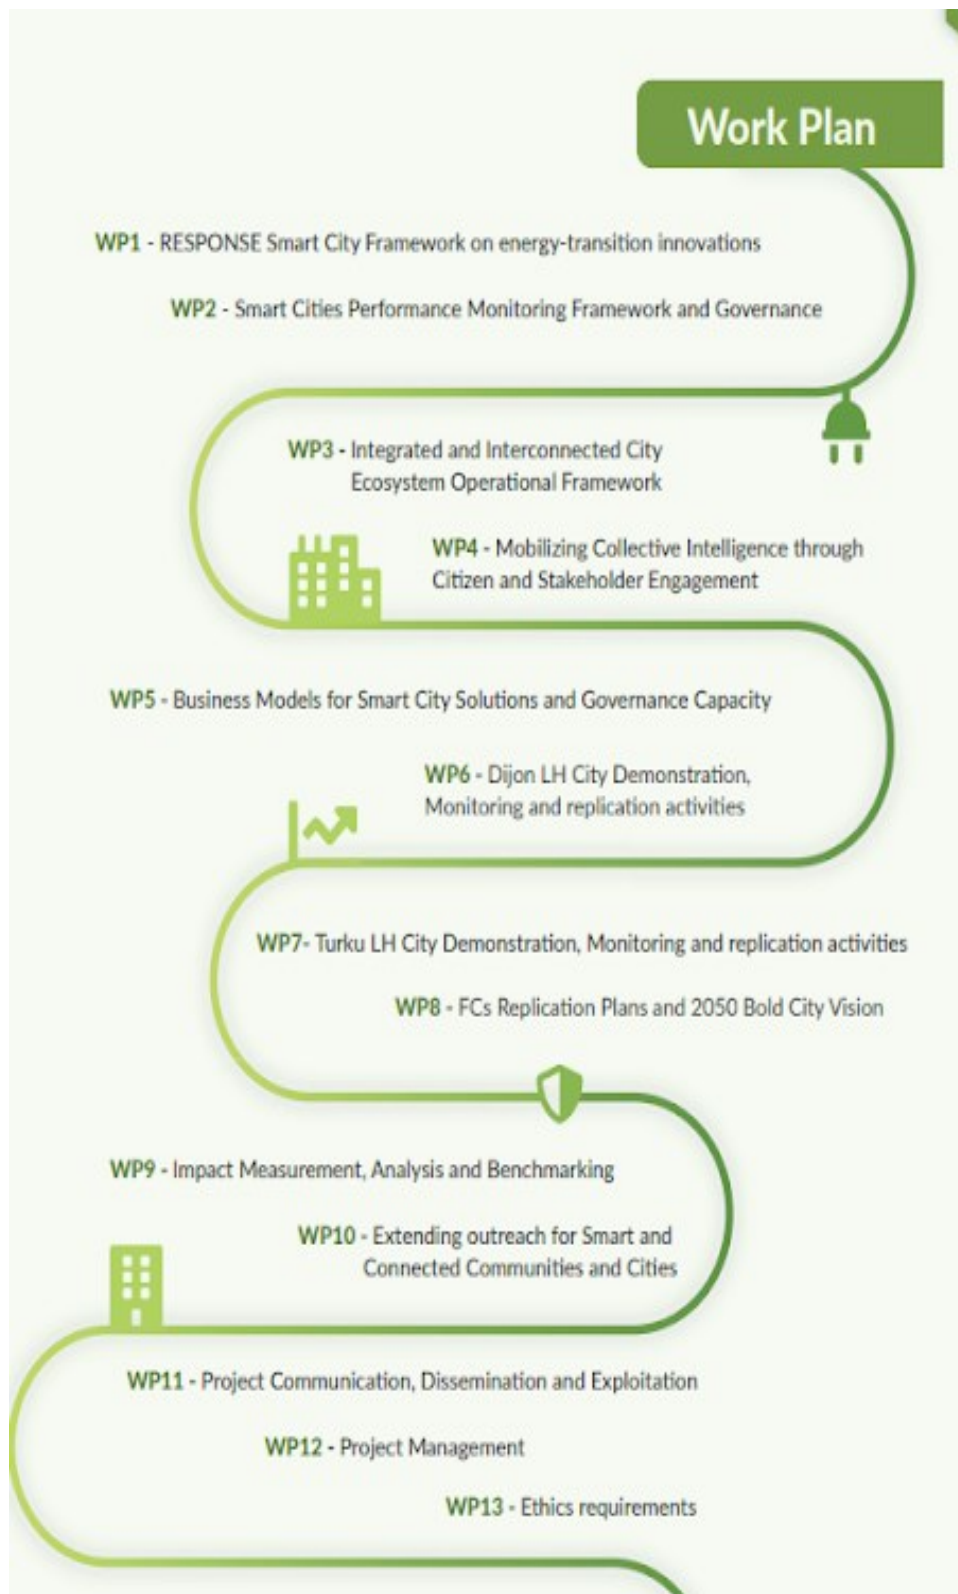 Work Plan
WP1 - RESPONSE Smart City Framework on energy-transition innovations
WP2 - Smart Cities Performance Monitoring Framework and Governance
WP3 - Integrated and Interconnected City
Ecosystem Operational Framework
WP4 - Mobilizing Collective Intelligence through
Citizen and Stakeholder Engagement
WP5 - Business Models for Smart City Solutions and Governance Capacity
WP6 - Dijon LH City Demonstration,
Monitoring and replication activities
WP7- Turku LH City Demonstration, Monitoring and replication activities
WP8 - FCs Replication Plans and 2050 Bold City Vision
WP9 - Impact Measurement, Analysis and Benchmarking
WP10 - Extending outreach for Smart and
Connected Communities and Cities
WP11 - Project Communication, Dissemination and Exploitation
WP12 - Project Management
WP13 - Ethics requirements